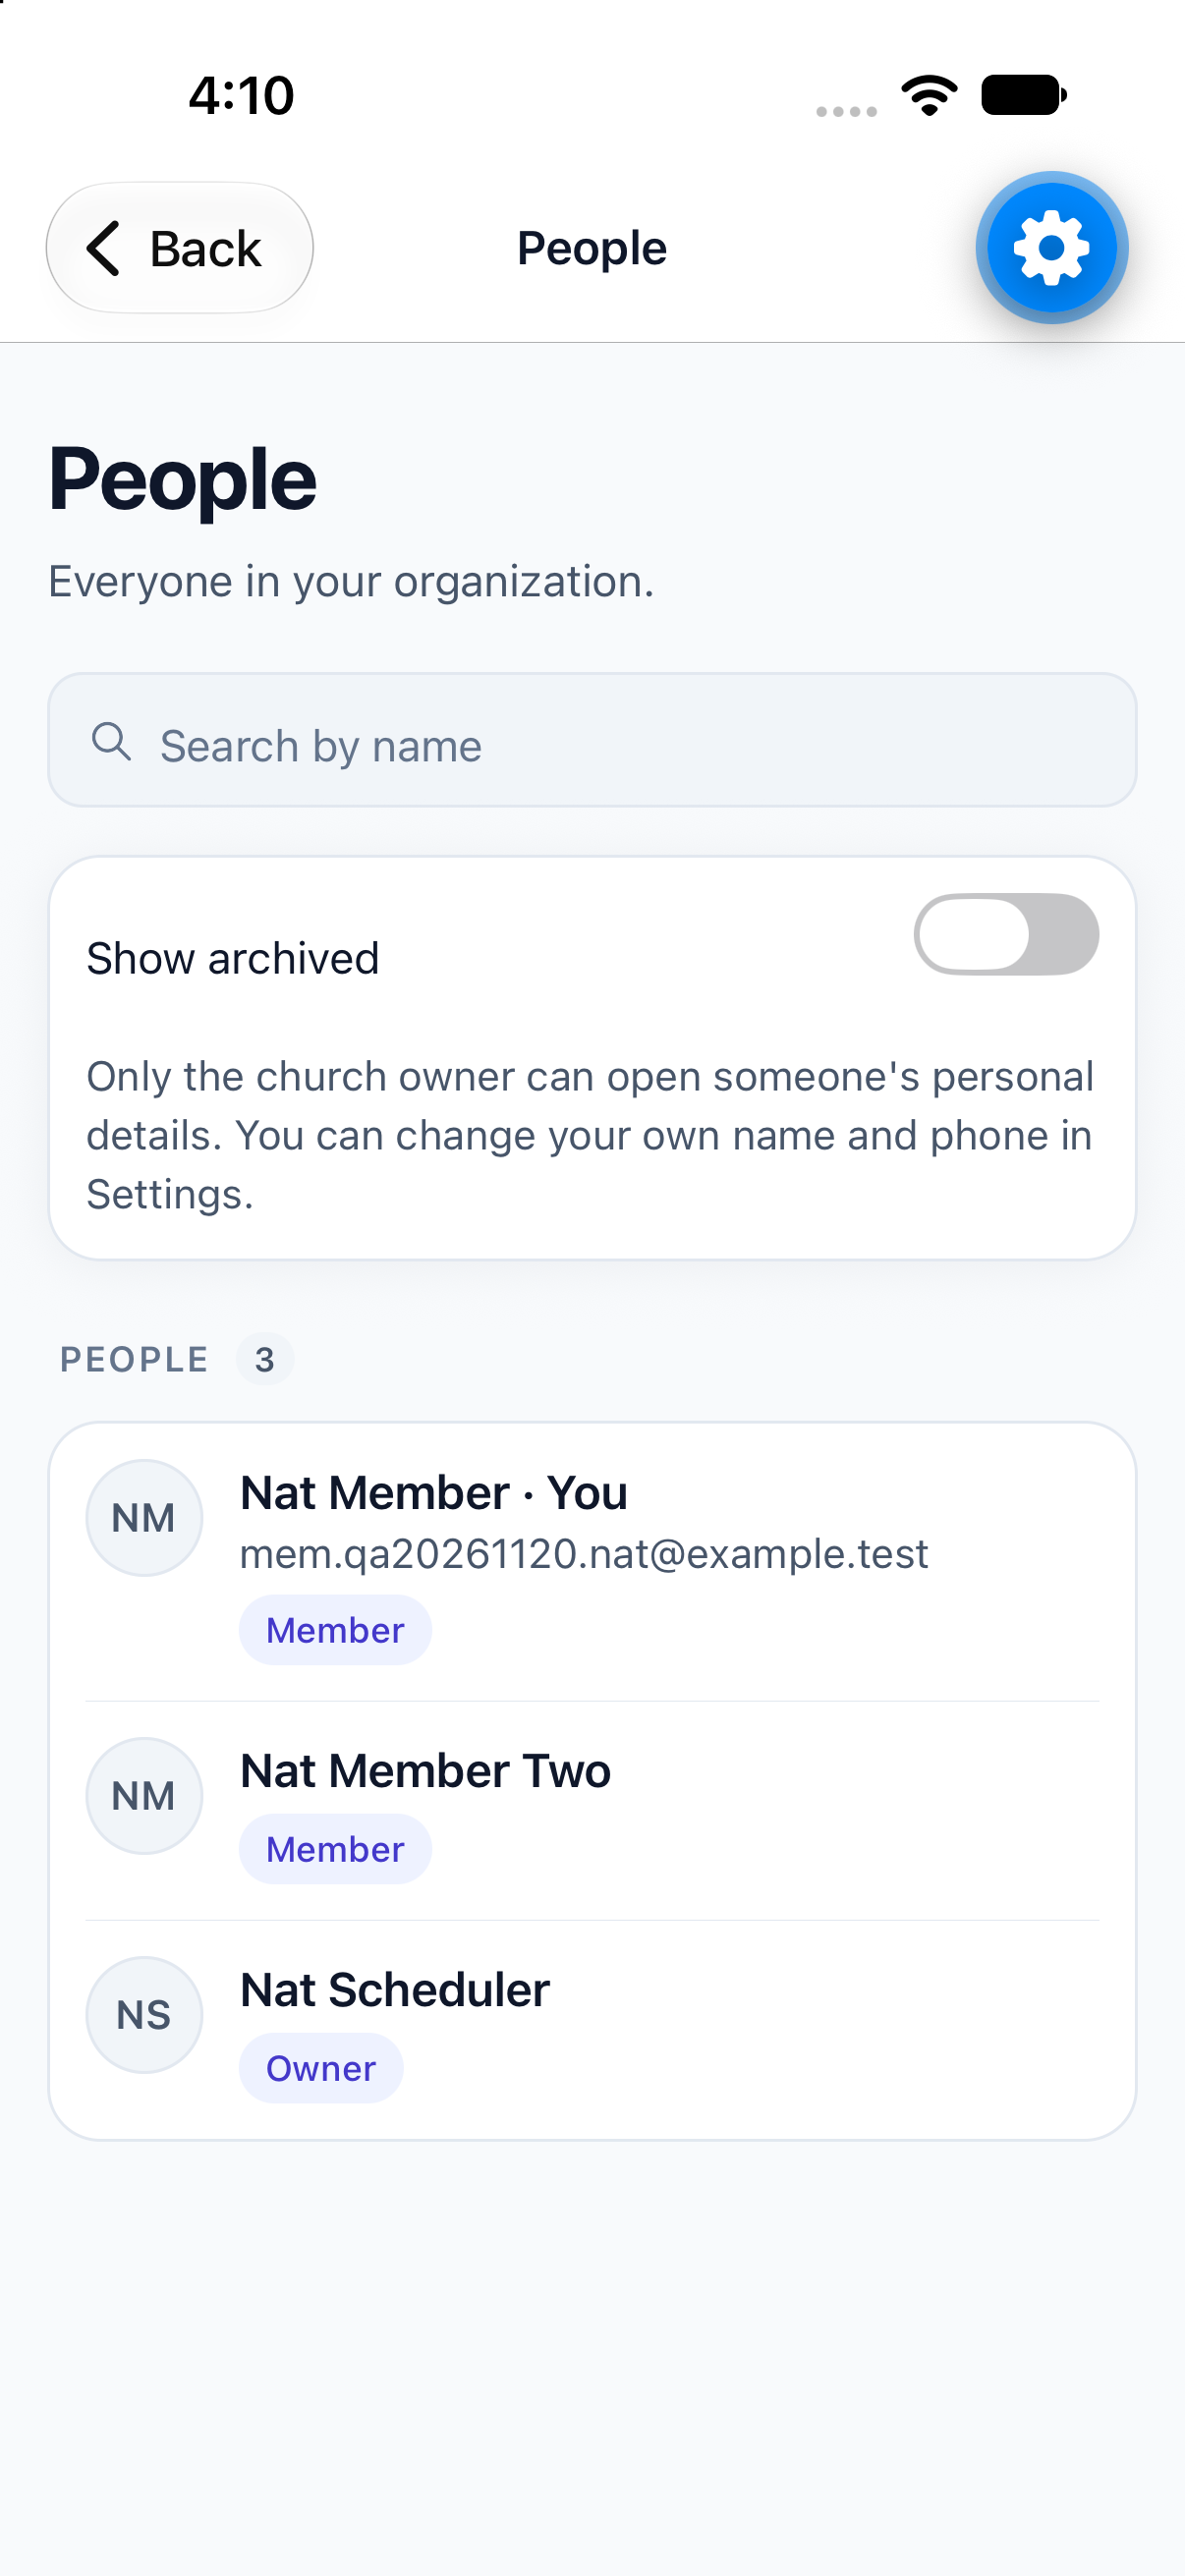 4:10
Back
People
People
Everyone in your organization.
Search by name
Show archived
Only the church owner can open someone's personal
details. You can change your own name and phone in
Settings.
PEOPLE 3
NM
Nat Member · You
mem.qa20261120.nat@example.test
Member
NM
Nat Member Two
Member
NS
Nat Scheduler
Owner